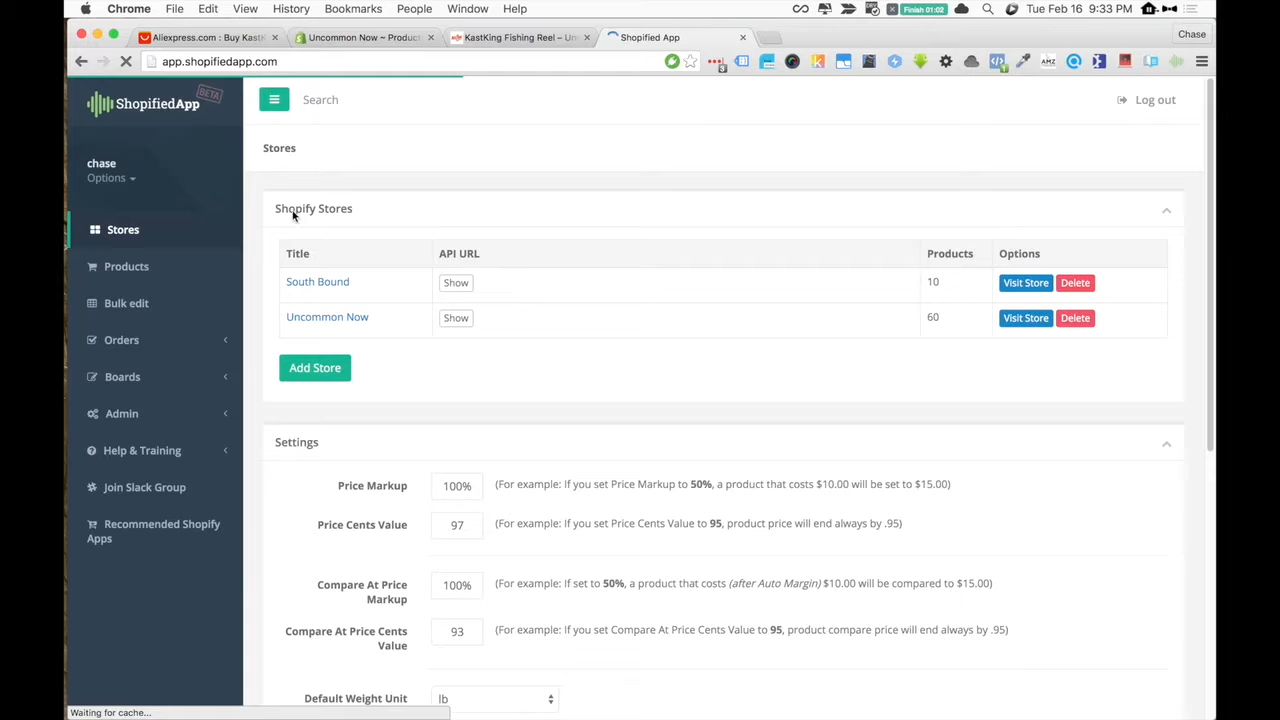 Chrome File Edit View History Bookmarks People Window Help Finish 01:02 Tue Feb 16 9:33 PM
Aliexpress.com : Buy KastK Uncommon Now ~ Product KastKing Fishing Reel – Un Shopified App Chase
app.shopifiedapp.com AMZ
ShopifiedApp BETA
Search Log out
chase
Options
Stores
Products
Bulk edit
Orders
Boards
Admin
Help & Training
Join Slack Group
Recommended Shopify
Apps
Stores
Shopify Stores
Title API URL Products Options
South Bound Show 10 Visit Store Delete
Uncommon Now Show 60 Visit Store Delete
Add Store
Settings
Price Markup 100% (For example: If you set Price Markup to 50%, a product that costs $10.00 will be set to $15.00)
Price Cents Value 97 (For example: If you set Price Cents Value to 95, product price will end always by .95)
Compare At Price
Markup 100% (For example: If set to 50%, a product that costs (after Auto Margin) $10.00 will be compared to $15.00)
Compare At Price Cents
Value 93 (For example: If you set Compare At Price Cents Value to 95, product compare price will end always by .95)
Default Weight Unit lb
Waiting for cache...